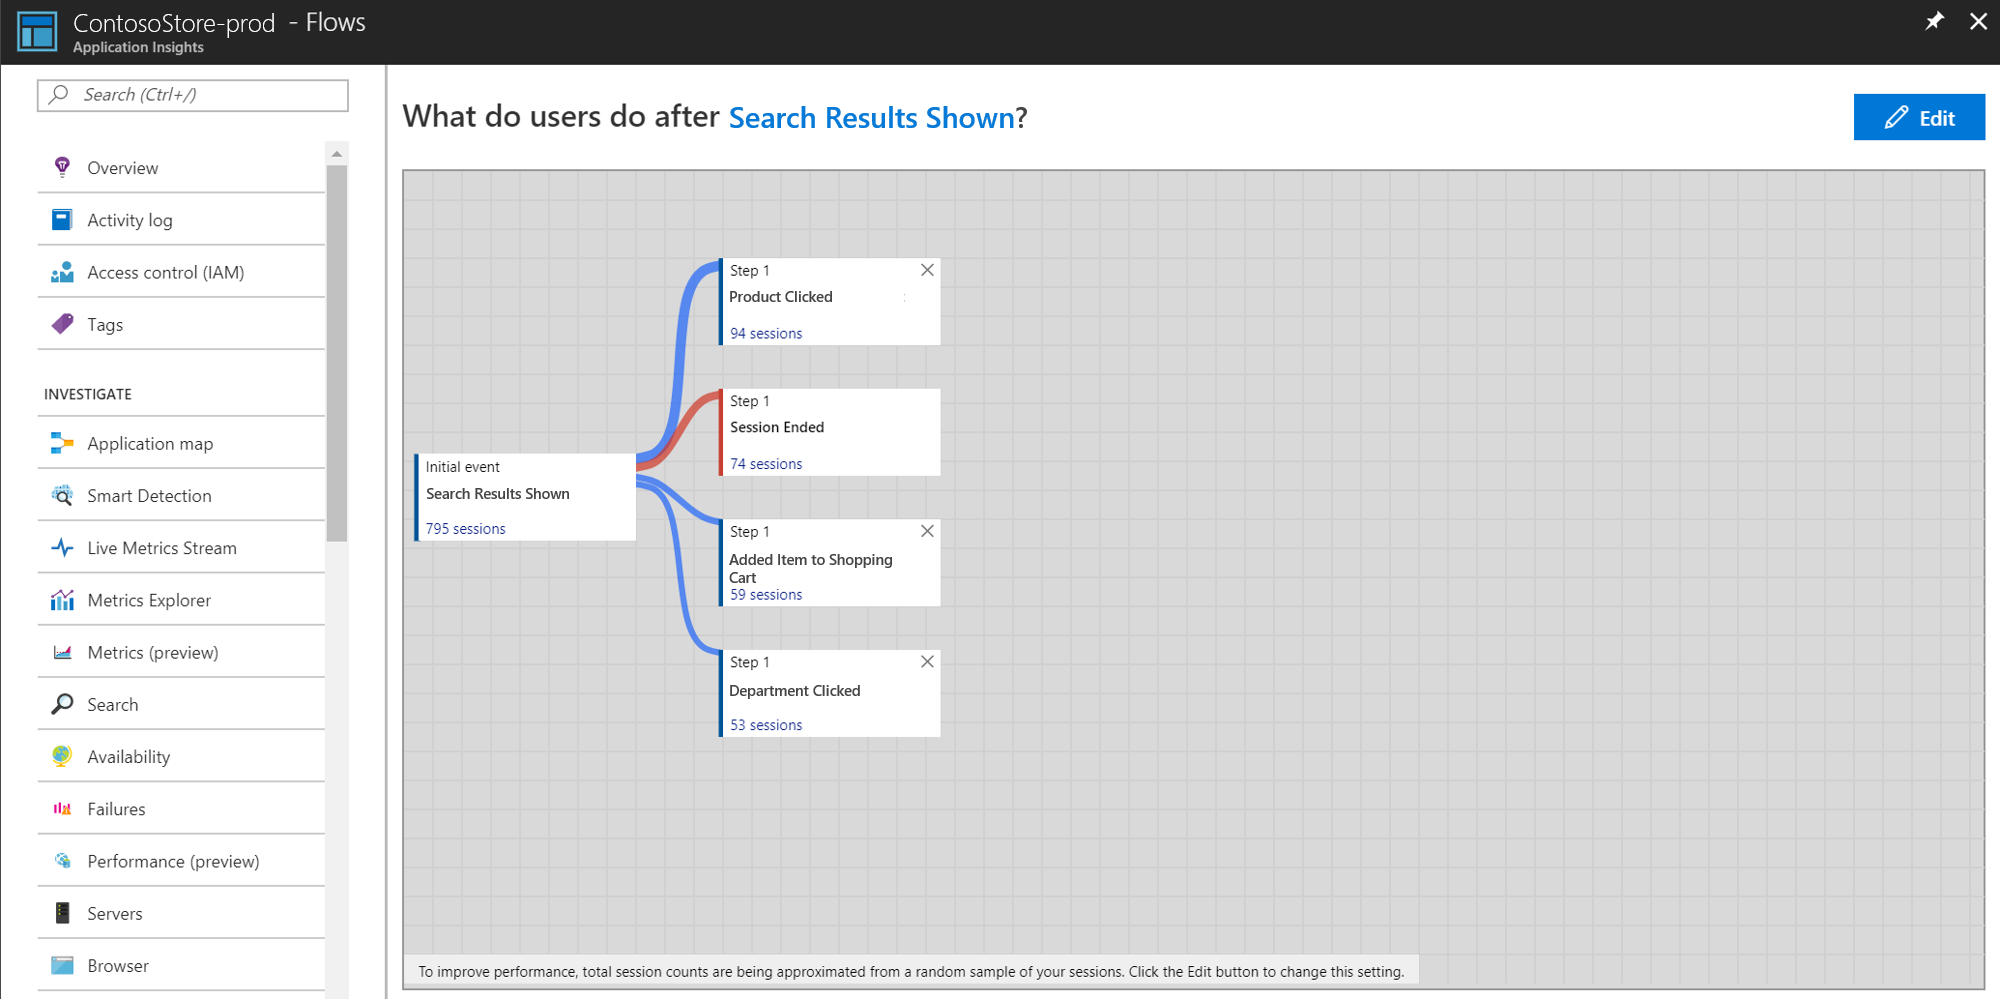 ContosoStore-prod - Flows
Application Insights
Search (Ctrl+/)
Overview
Activity log
Access control (IAM)
Tags
INVESTIGATE
Application map
Smart Detection
Live Metrics Stream
Metrics Explorer
Metrics (preview)
Search
Availability
Failures
Performance (preview)
Servers
Browser
What do users do after Search Results Shown?
Edit
Initial event
Search Results Shown
795 sessions
Step 1
Product Clicked
94 sessions
Step 1
Session Ended
74 sessions
Step 1
Added Item to Shopping
Cart
59 sessions
Step 1
Department Clicked
53 sessions
To improve performance, total session counts are being approximated from a random sample of your sessions. Click the Edit button to change this setting.